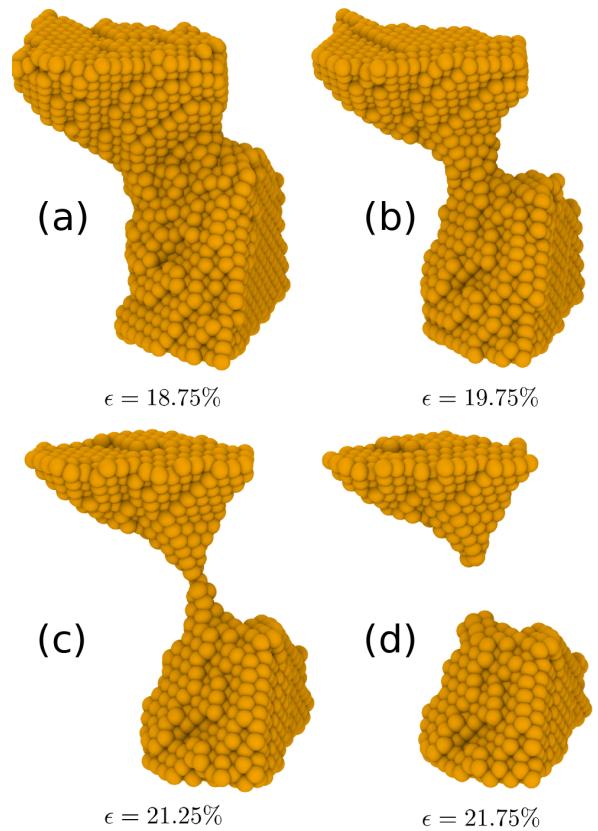 (a)
(b)
ϵ = 18.75%
ϵ = 19.75%
(c)
(d)
ϵ = 21.25%
ϵ = 21.75%